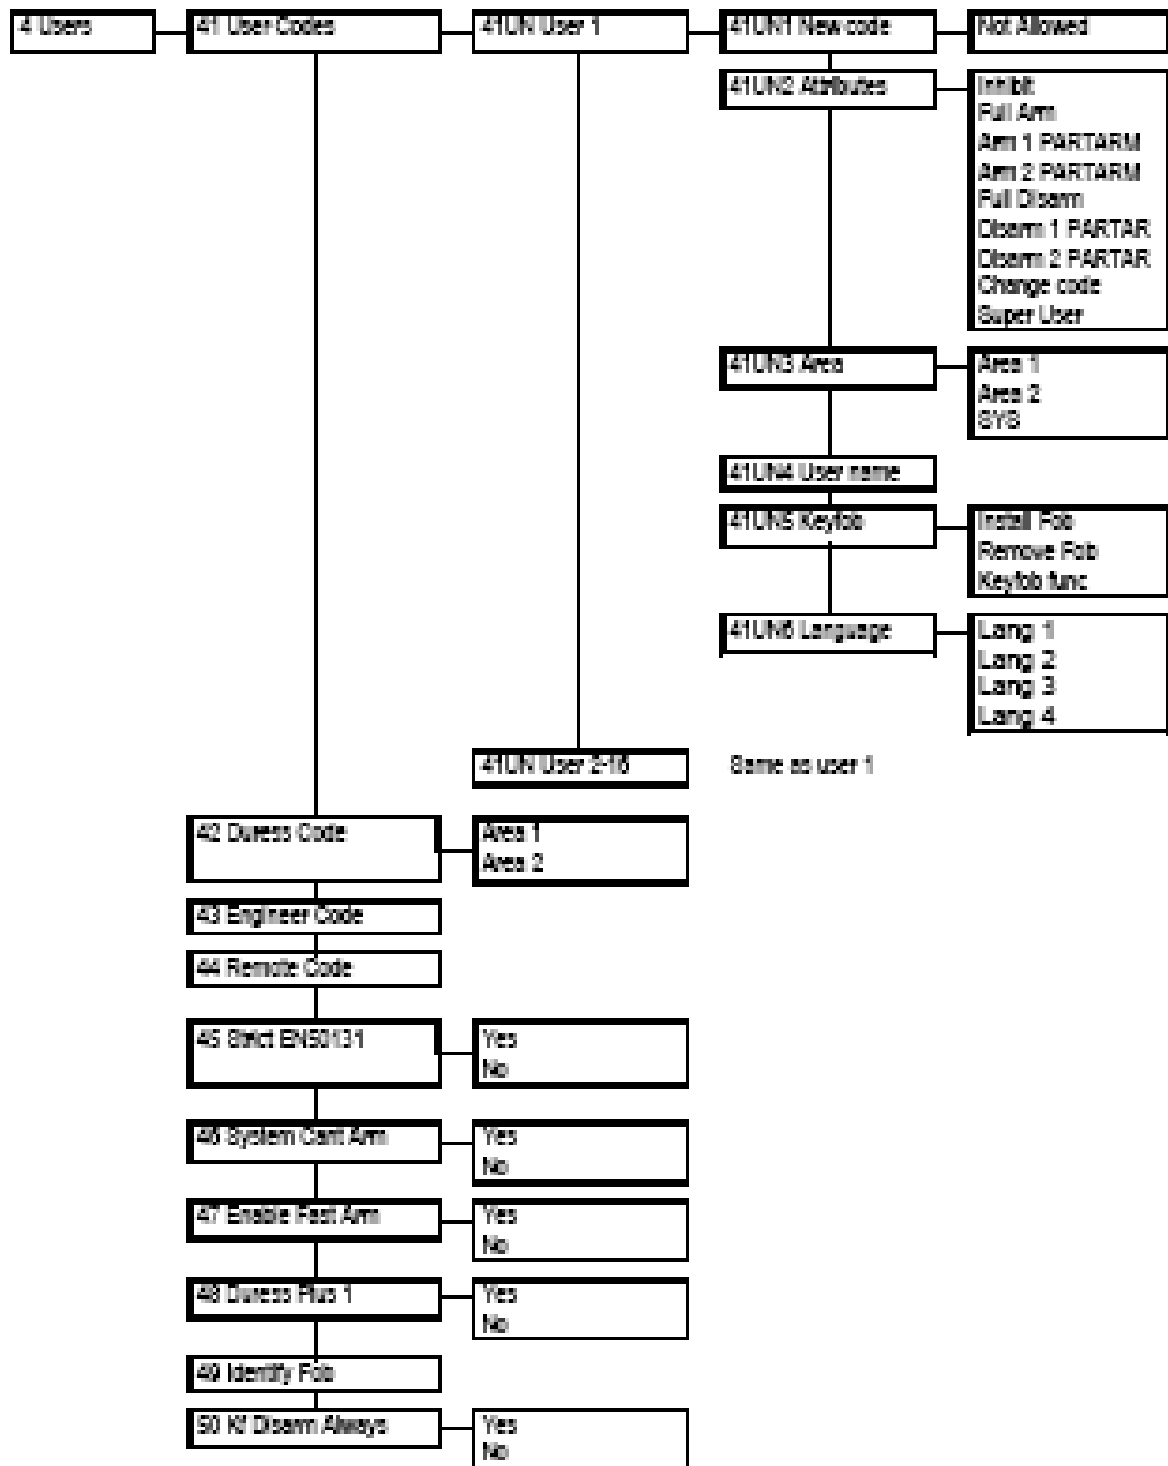 4 Users
41 User Codes
41UN User 1
41UN1 New code
Not Allowed
41UN2 Attributes
Inhibit
Full Arm
Arm 1 PARTARM
Arm 2 PARTARM
Full Disarm
Disarm 1 PARTAR
Disarm 2 PARTAR
Change code
Super User
41UN3 Area
Area 1
Area 2
SYS
41UN4 User name
41UN5 Keyfob
Install Fob
Remove Fob
Keyfob func
41UN6 Language
Lang 1
Lang 2
Lang 3
Lang 4
41UN User 2-16
Same as user 1
42 Duress Code
Area 1
Area 2
43 Engineer Code
44 Remote Code
45 Strict EN50131
Yes
No
46 System Cant Arm
Yes
No
47 Enable Fast Arm
Yes
No
48 Duress Plus 1
Yes
No
49 Identify Fob
50 Kf Disarm Always
Yes
No